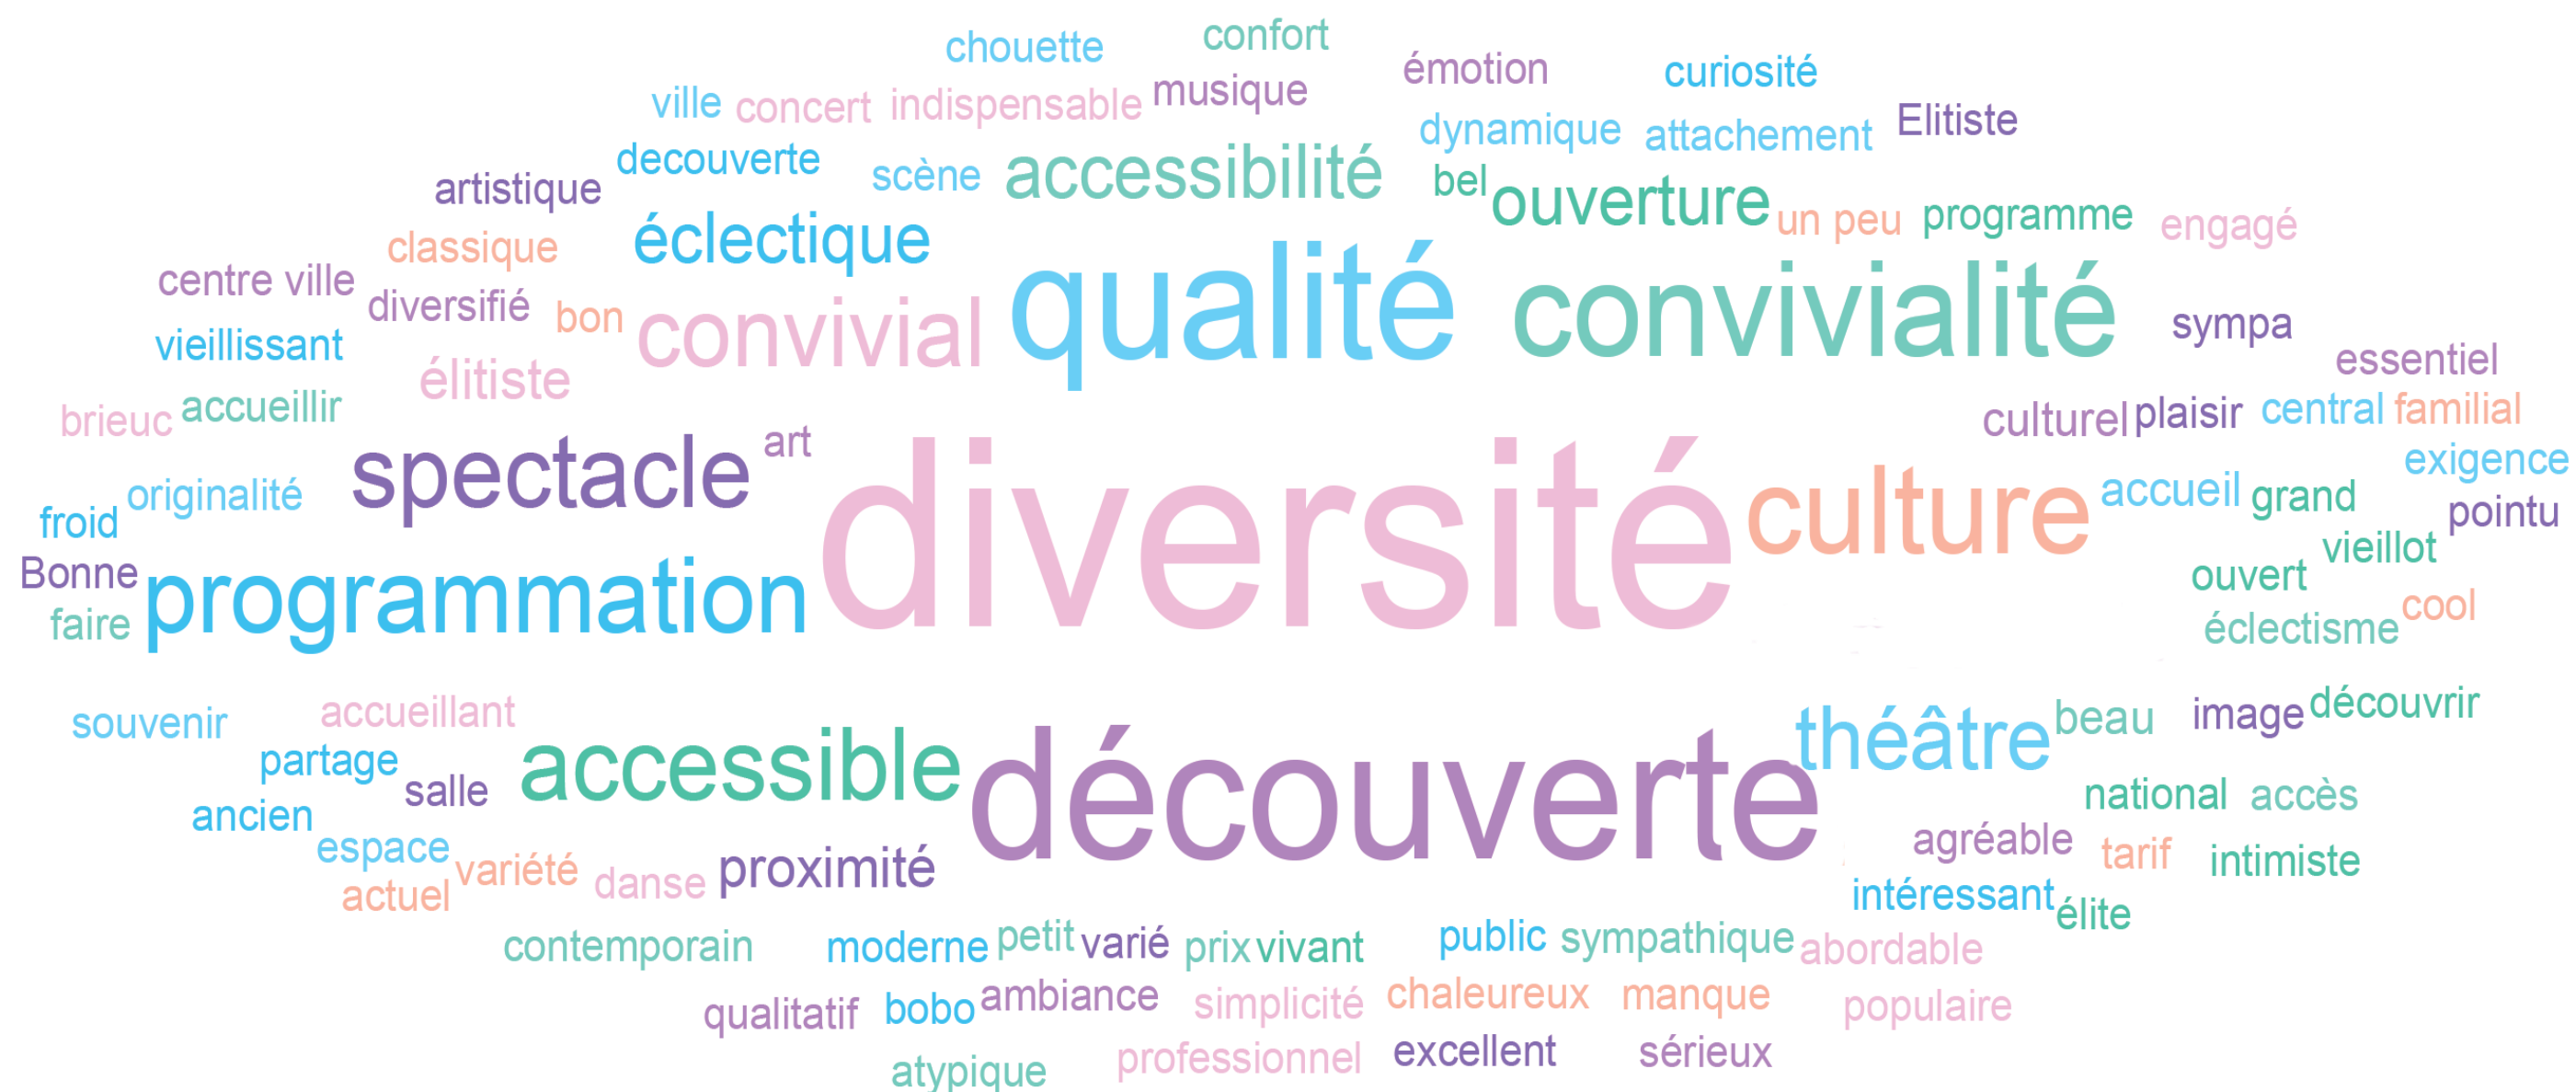 chouette confort
ville concert indispensable musique émotion curiosité
decouverte scène accessibilité dynamique attachement Elitiste
artistique éclectique bel ouverture un peu programme engagé
classique
centre ville diversifié bon convivial qualité convivialité sympa
vieillissant élitiste essentiel
brieuc accueillir art culturel plaisir central familial
originalité spectacle diversité culture accueil grand exigence
froid pointu
Bonne programmation ouvert vieillot
faire éclectisme cool
souvenir accueillant théâtre beau image découvrir
partage salle accessible découverte national accès
ancien
espace variété danse proximité agréable tarif intimiste
actuel intéressant élite
contemporain moderne petit varié prix vivant public sympathique abordable
qualitatif bobo ambiance simplicité chaleureux manque populaire
atypique professionnel excellent sérieux